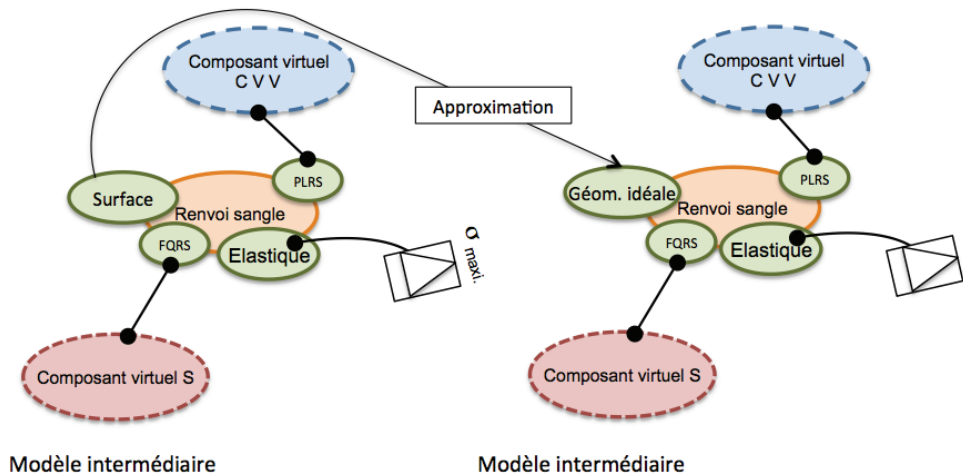 Composant virtuel
C V V
Approximation
Surface
PLRS
Renvoi sangle
FQRS
Elastique
σ maxi.
Composant virtuel S
Modèle intermédiaire
Composant virtuel
C V V
Géom. idéale
PLRS
Renvoi sangle
FQRS
Elastique
Composant virtuel S
Modèle intermédiaire